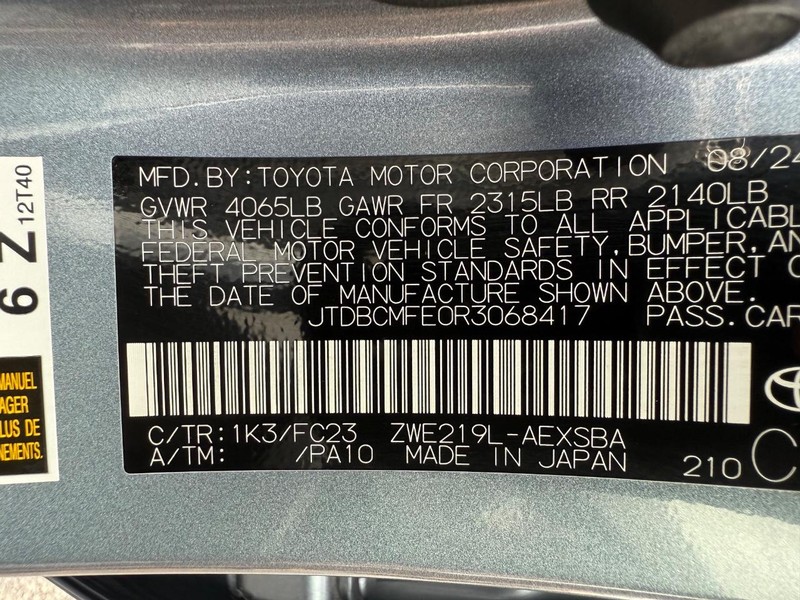 MFD.BY:TOYOTA MOTOR CORPORATION 08/24
GVWR 4065LB GAWR FR 2315LB RR 2140LB
THIS VEHICLE CONFORMS TO ALL APPLICABL
FEDERAL MOTOR VEHICLE SAFETY, BUMPER, AN
THEFT PREVENTION STANDARDS IN EFFECT O
THE DATE OF MANUFACTURE SHOWN ABOVE.
JTDBCMFE0R3068417 PASS.CAR
C/TR:1K3/FC23 ZWE219L-AEXSBA
A/TM: /PA10 MADE IN JAPAN
210 C
6 Z 12T40
MANUEL
AGER
LUS DE
NEMENTS.